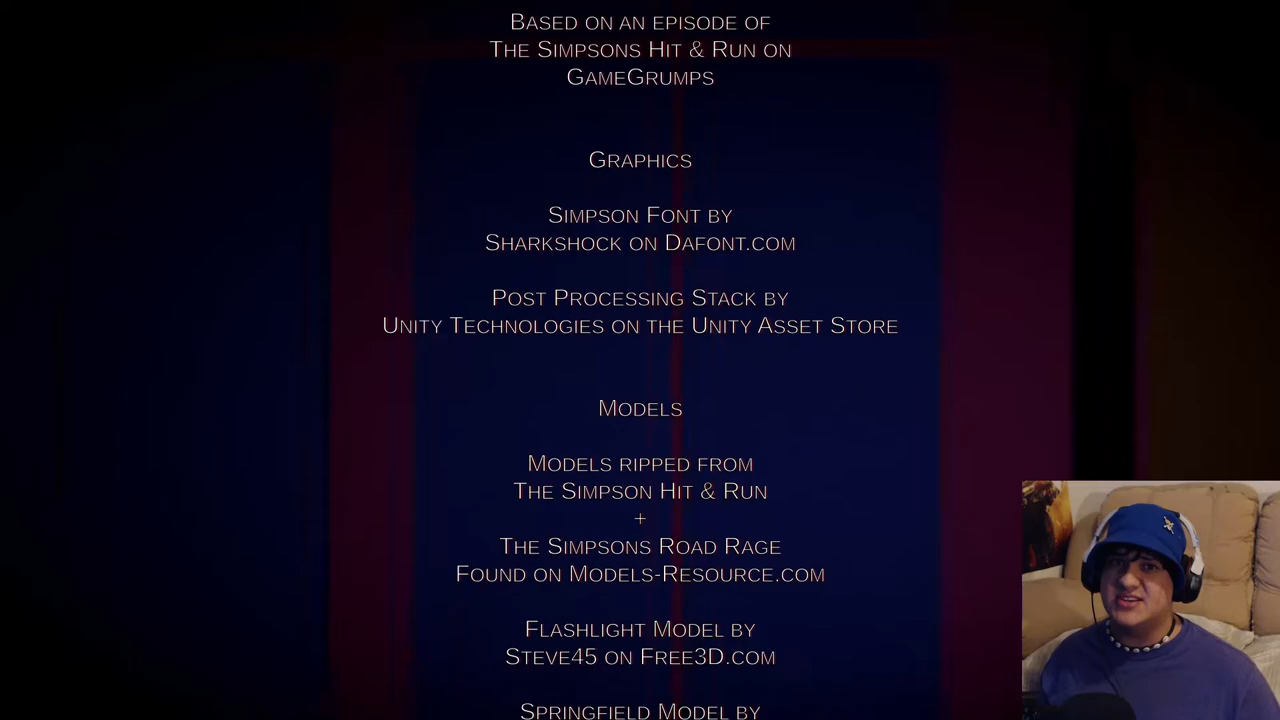 Based on an episode of
The Simpsons Hit & Run on
GameGrumps
Graphics
Simpson Font by
Sharkshock on Dafont.com
Post Processing Stack by
Unity Technologies on the Unity Asset Store
Models
Models ripped from
The Simpson Hit & Run
+
The Simpsons Road Rage
Found on Models-Resource.com
Flashlight Model by
Steve45 on Free3D.com
Springfield Model by